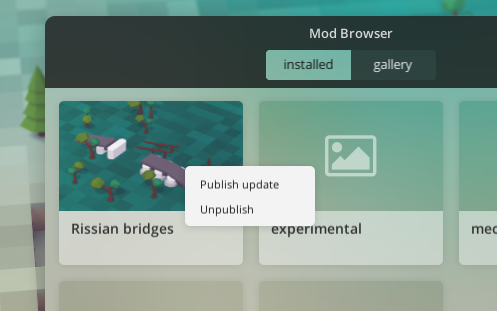 Mod Browser
installed
gallery
Publish update
Unpublish
Rissian bridges
experimental